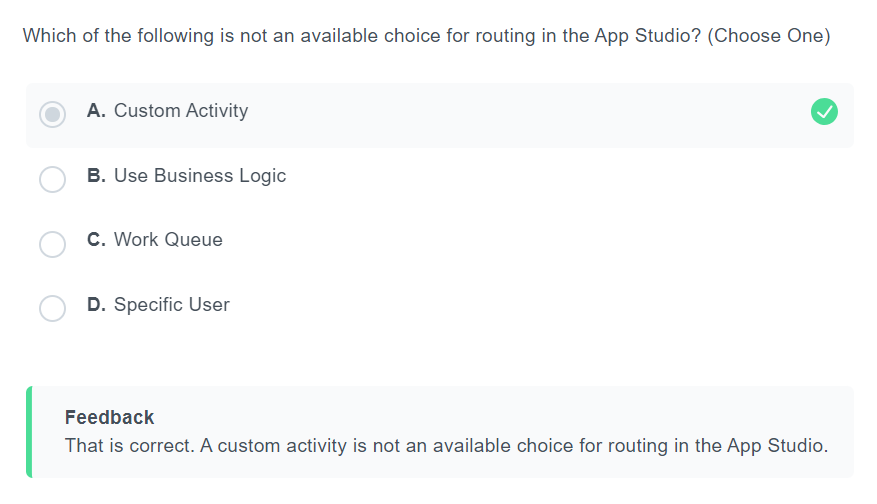 Which of the following is not an available choice for routing in the App Studio? (Choose One)
A. Custom Activity
B. Use Business Logic
C. Work Queue
D. Specific User
Feedback
That is correct. A custom activity is not an available choice for routing in the App Studio.